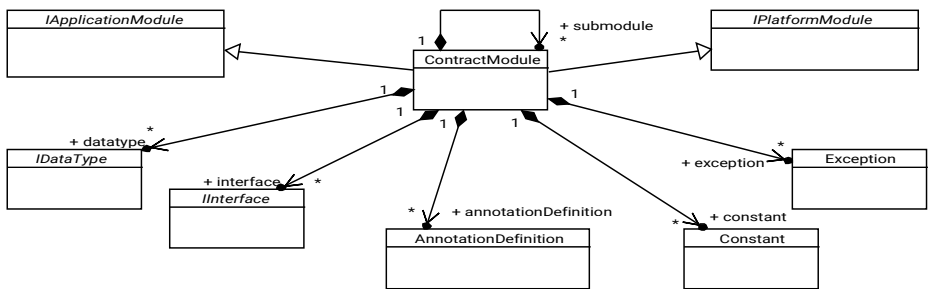 IApplicationModule
IPlatformModule
+ submodule
1
*
ContractModule
1
1
1
1
1
*
+ datatype
*
+ exception
IDataType
Exception
+ interface
*
IInterface
*
+ annotationDefinition
*
+ constant
AnnotationDefinition
Constant